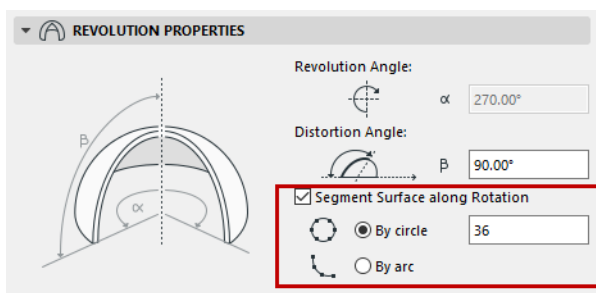 REVOLUTION PROPERTIES
Revolution Angle:
α 270.00°
Distortion Angle:
β 90.00°
Segment Surface along Rotation
By circle 36
By arc
β
α